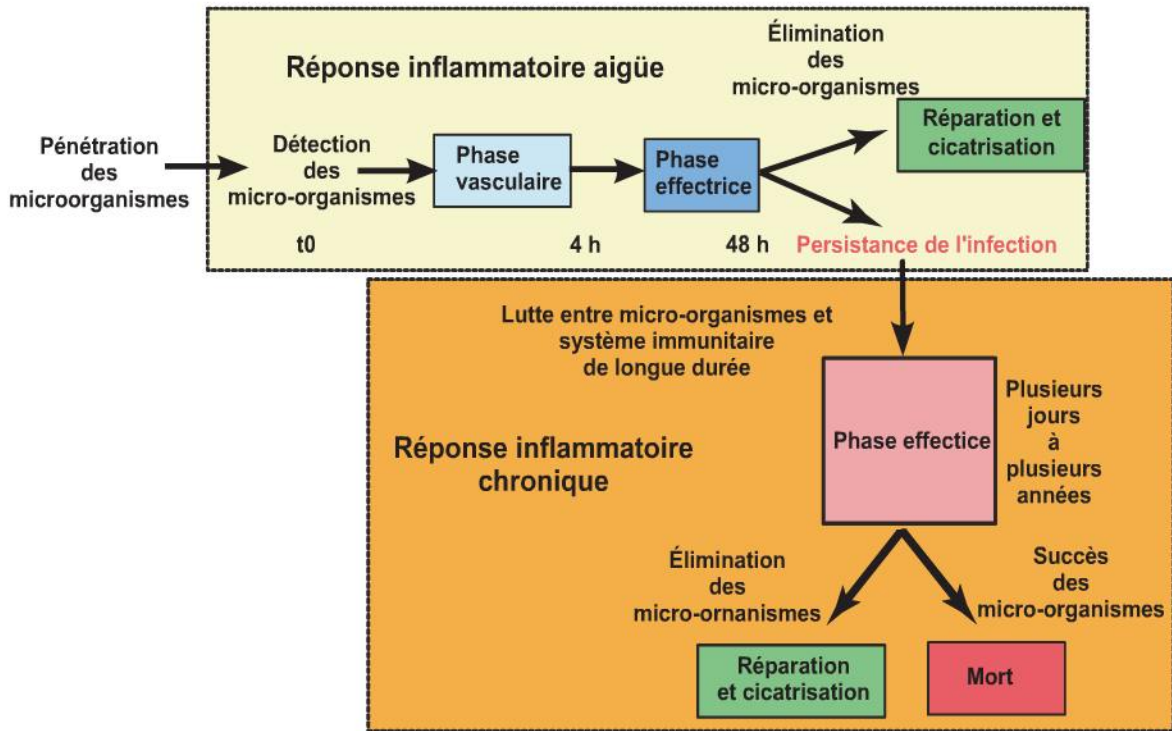 Réponse inflammatoire aigüe
Élimination
des
micro-organismes
Réparation et
cicatrisation
Pénétration
des
microorganismes
Détection
des
micro-organismes
Phase
vasculaire
Phase
effectrice
t0
4 h
48 h
Persistance de l'infection
Lutte entre micro-organismes et
système immunitaire
de longue durée
Réponse inflammatoire
chronique
Phase effectice
Plusieurs
jours
à
plusieurs
années
Élimination
des
micro-ornanismes
Succès
des
micro-organismes
Réparation
et cicatrisation
Mort